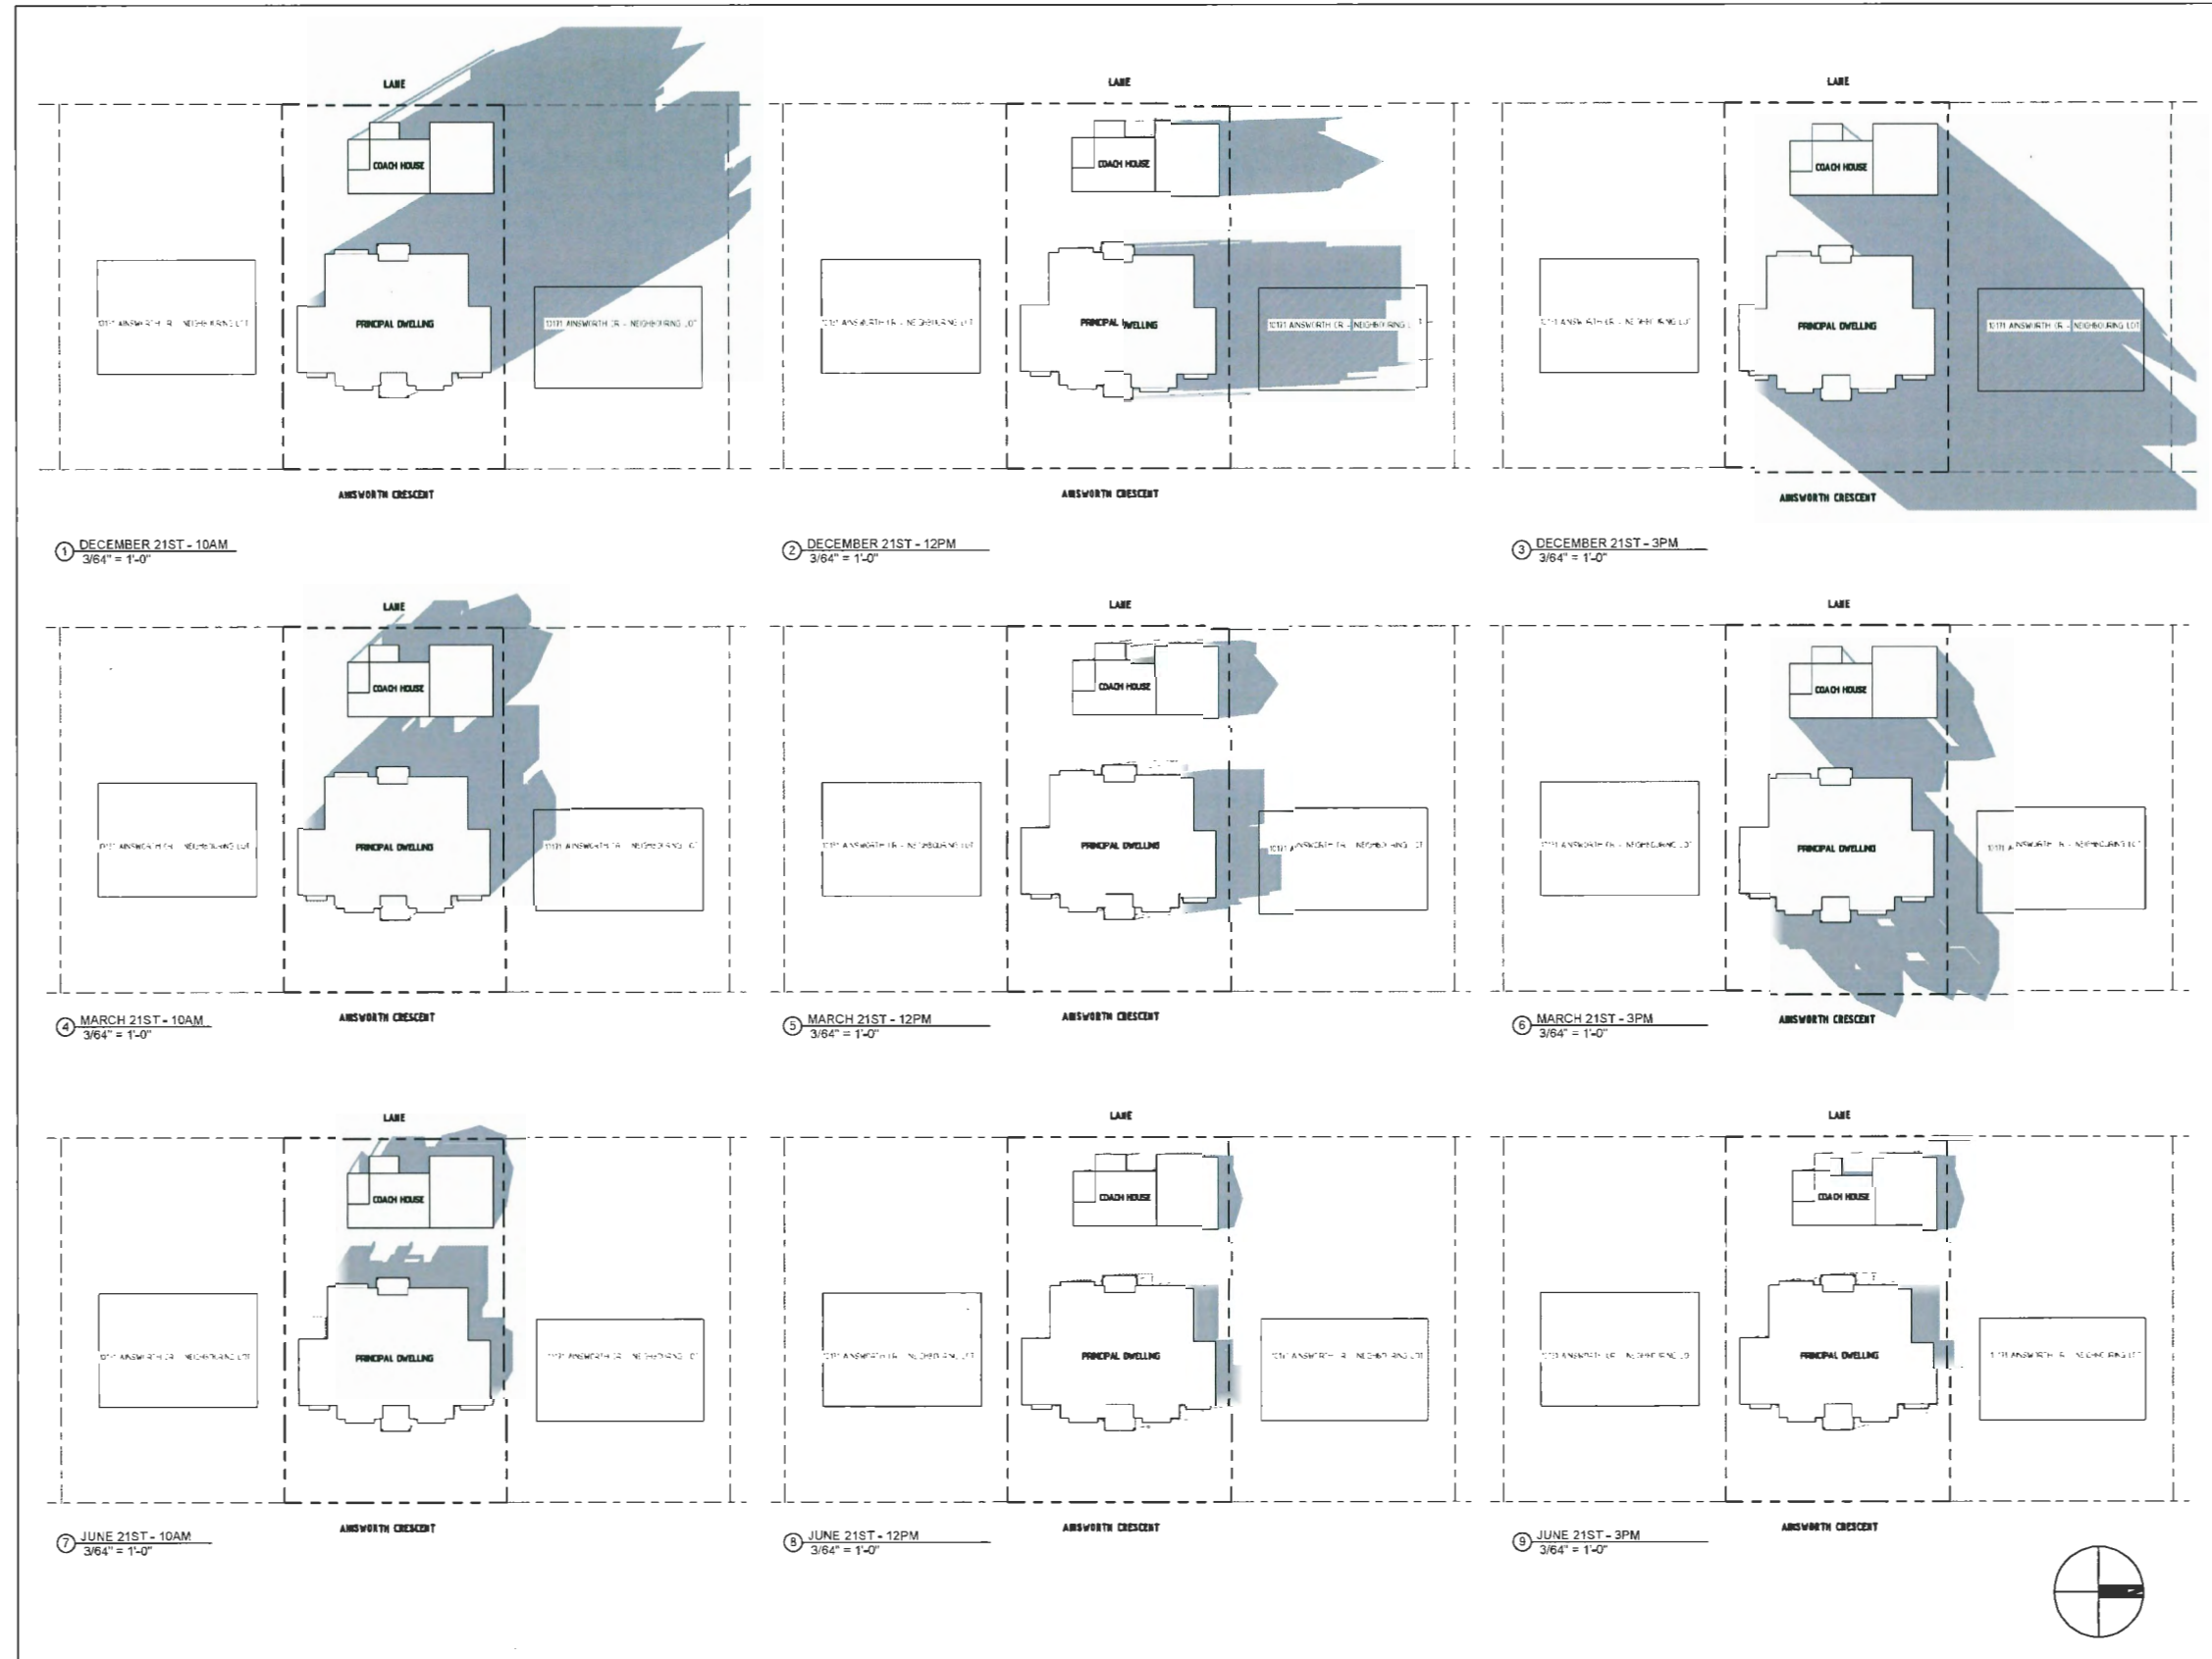 LANE
COACH HOUSE
PRINCIPAL DWELLING
AINSWORTH CRESCENT
1 DECEMBER 21ST - 10AM
3/64" = 1'-0"
LANE
COACH HOUSE
PRINCIPAL DWELLING
AINSWORTH CRESCENT
2 DECEMBER 21ST - 12PM
3/64" = 1'-0"
LANE
COACH HOUSE
PRINCIPAL DWELLING
10171 AINSWORTH CR - NEIGHBOURING LOT
AINSWORTH CRESCENT
3 DECEMBER 21ST - 3PM
3/64" = 1'-0"
LANE
COACH HOUSE
PRINCIPAL DWELLING
AINSWORTH CRESCENT
4 MARCH 21ST - 10AM
3/64" = 1'-0"
LANE
COACH HOUSE
PRINCIPAL DWELLING
AINSWORTH CRESCENT
5 MARCH 21ST - 12PM
3/64" = 1'-0"
LANE
COACH HOUSE
PRINCIPAL DWELLING
AINSWORTH CRESCENT
6 MARCH 21ST - 3PM
3/64" = 1'-0"
LANE
COACH HOUSE
PRINCIPAL DWELLING
AINSWORTH CRESCENT
7 JUNE 21ST - 10AM
3/64" = 1'-0"
LANE
COACH HOUSE
PRINCIPAL DWELLING
AINSWORTH CRESCENT
8 JUNE 21ST - 12PM
3/64" = 1'-0"
LANE
COACH HOUSE
PRINCIPAL DWELLING
AINSWORTH CRESCENT
9 JUNE 21ST - 3PM
3/64" = 1'-0"